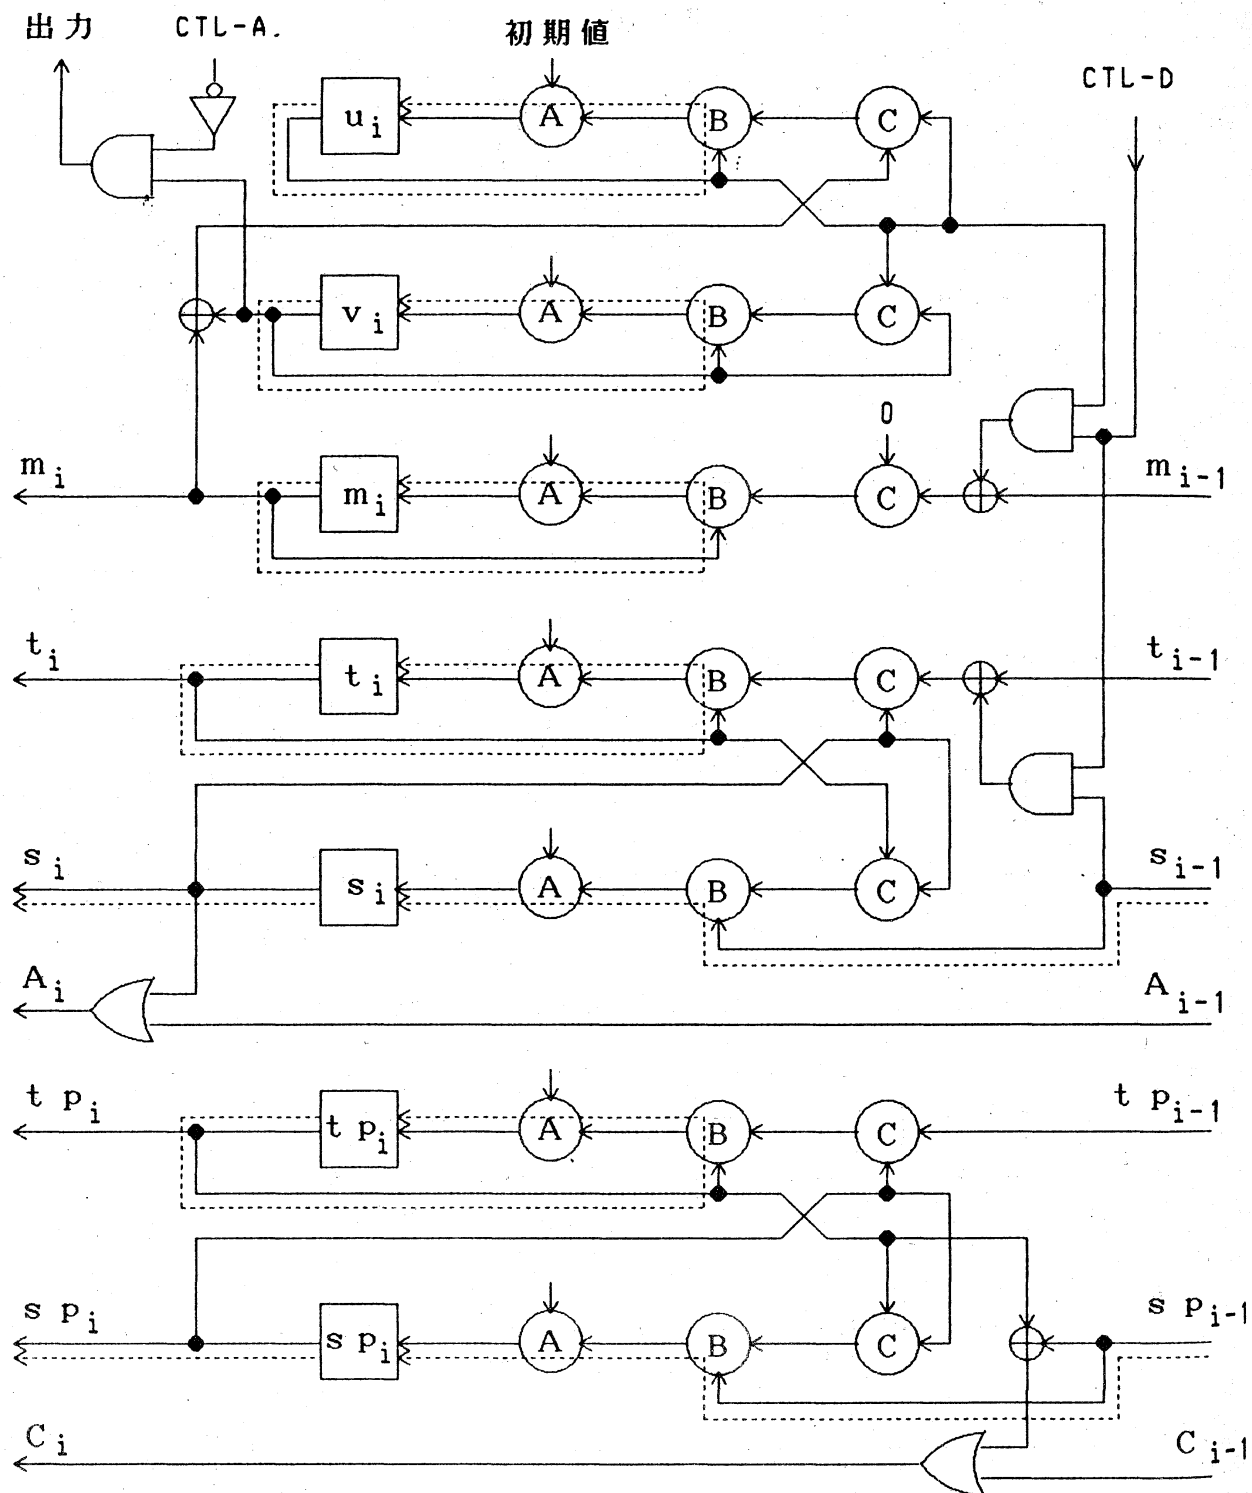 出力 CTL-A. 初期値
CTL-D
u i A B C
v i A B C
0
m i m i A B C m i-1
t i t i A B C t i-1
s i s i A B C s i-1
A i A i-1
t p i t p i A B C t p i-1
s p i s p i A B C s p i-1
C i C i-1